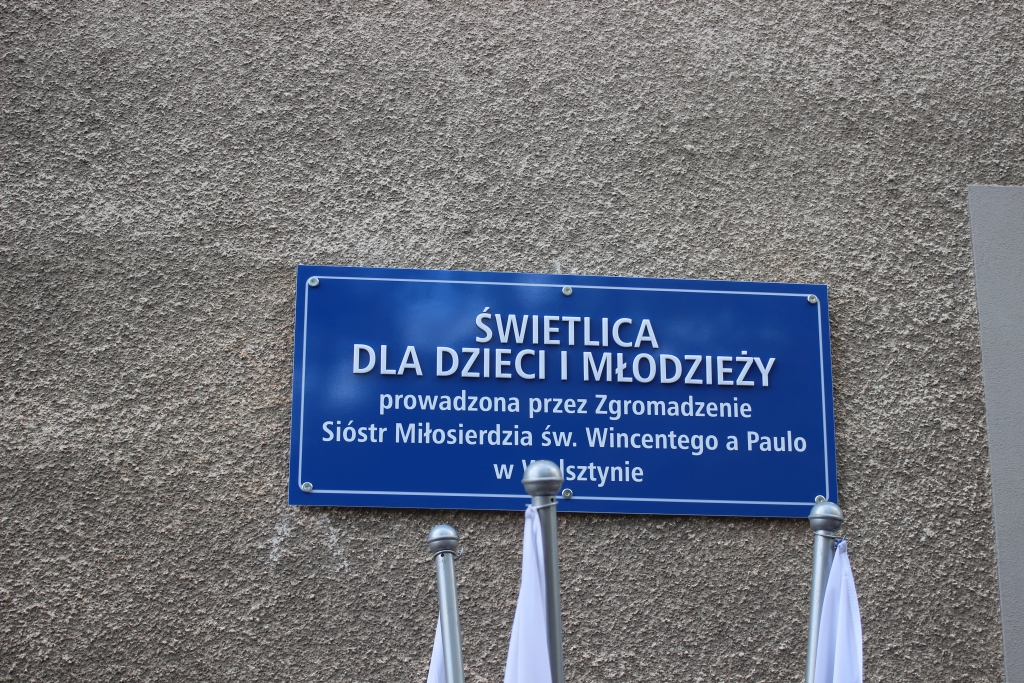 ŚWIETLICA
DLA DZIECI I MŁODZIEŻY
prowadzona przez Zgromadzenie
Sióstr Miłosierdzia św. Wincentego a Paulo
w